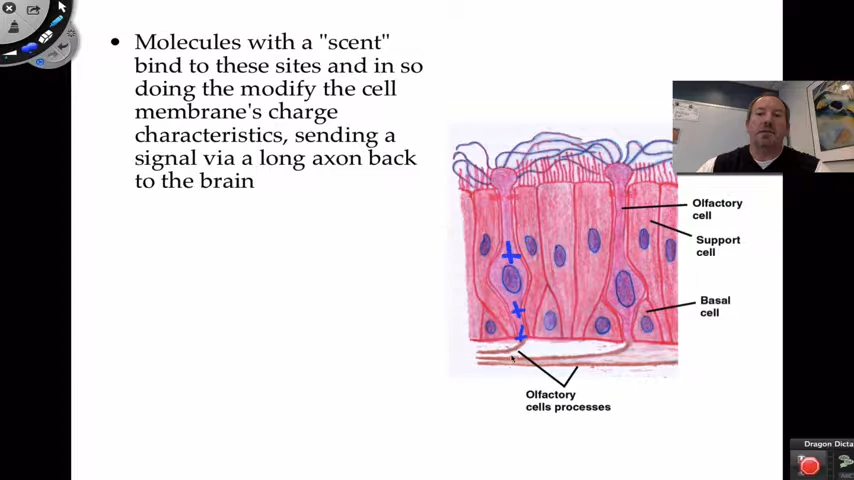 • Molecules with a "scent"
bind to these sites and in so
doing the modify the cell
membrane's charge
characteristics, sending a
signal via a long axon back
to the brain
Olfactory
cell
Support
cell
Basal
cell
Olfactory
cells processes
Dragon Dicta